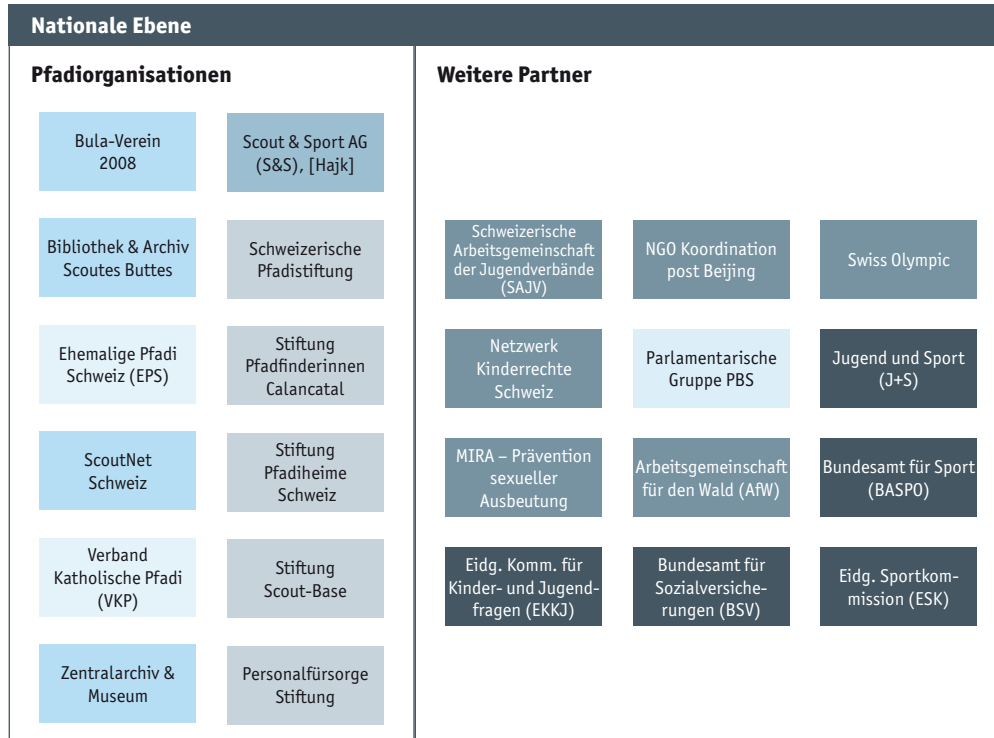 Nationale Ebene
Pfadiorganisationen
Bula-Verein
2008
Scout & Sport AG
(S&S), [Hajk]
Bibliothek & Archiv
Scoutes Buttes
Schweizerische
Pfadistiftung
Ehemalige Pfadi
Schweiz (EPS)
Stiftung
Pfadfinderinnen
Calancatal
ScoutNet
Schweiz
Stiftung
Pfadiheime
Schweiz
Verband
Katholische Pfadi
(VKP)
Stiftung
Scout-Base
Zentralarchiv &
Museum
Personalfürsorge
Stiftung
Weitere Partner
Schweizerische
Arbeitsgemeinschaft
der Jugendverbände
(SAJV)
NGO Koordination
post Beijing
Swiss Olympic
Netzwerk
Kinderrechte
Schweiz
Parlamentarische
Gruppe PBS
Jugend und Sport
(J+S)
MIRA – Prävention
sexueller
Ausbeutung
Arbeitsgemeinschaft
für den Wald (AfW)
Bundesamt für Sport
(BASPO)
Eidg. Komm. für
Kinder- und Jugend-
fragen (EKKJ)
Bundesamt für
Sozialversiche-
rungen (BSV)
Eidg. Sportkom-
mission (ESK)